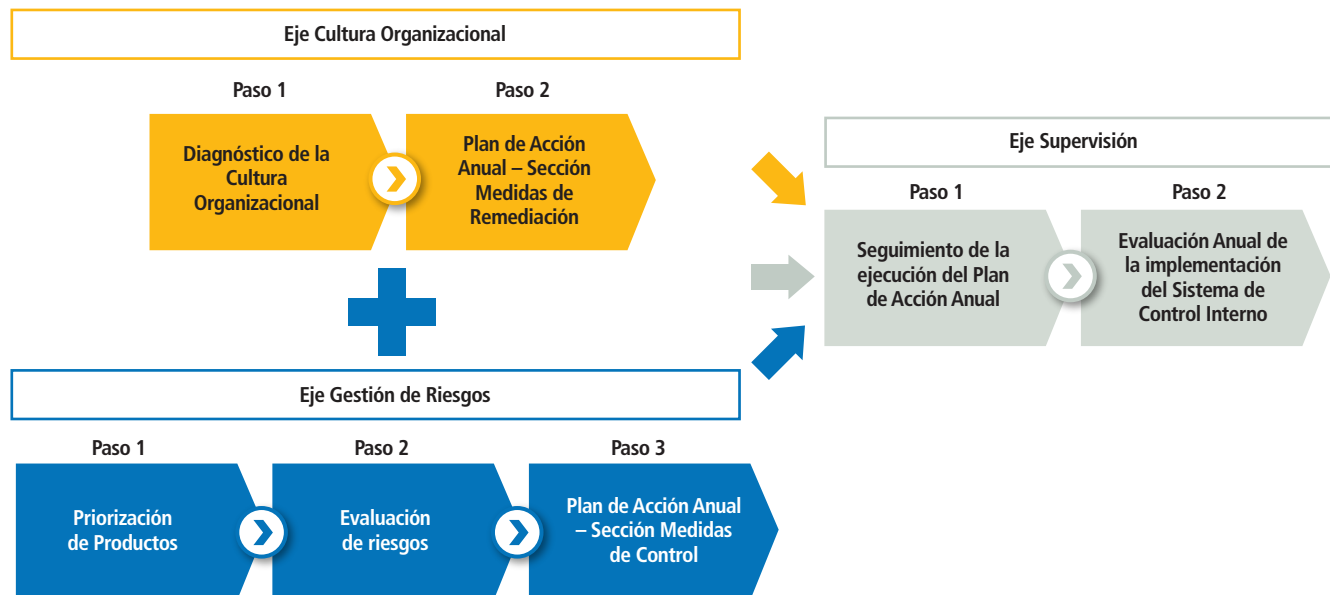 Eje Cultura Organizacional
Paso 1
Diagnóstico de la
Cultura
Organizacional
Paso 2
Plan de Acción
Anual – Sección
Medidas de
Remediación
Eje Gestión de Riesgos
Paso 1
Priorización
de Productos
Paso 2
Evaluación
de riesgos
Paso 3
Plan de Acción Anual
– Sección Medidas
de Control
Eje Supervisión
Paso 1
Seguimiento de la
ejecución del Plan
de Acción Anual
Paso 2
Evaluación Anual de
la implementación
del Sistema de
Control Interno